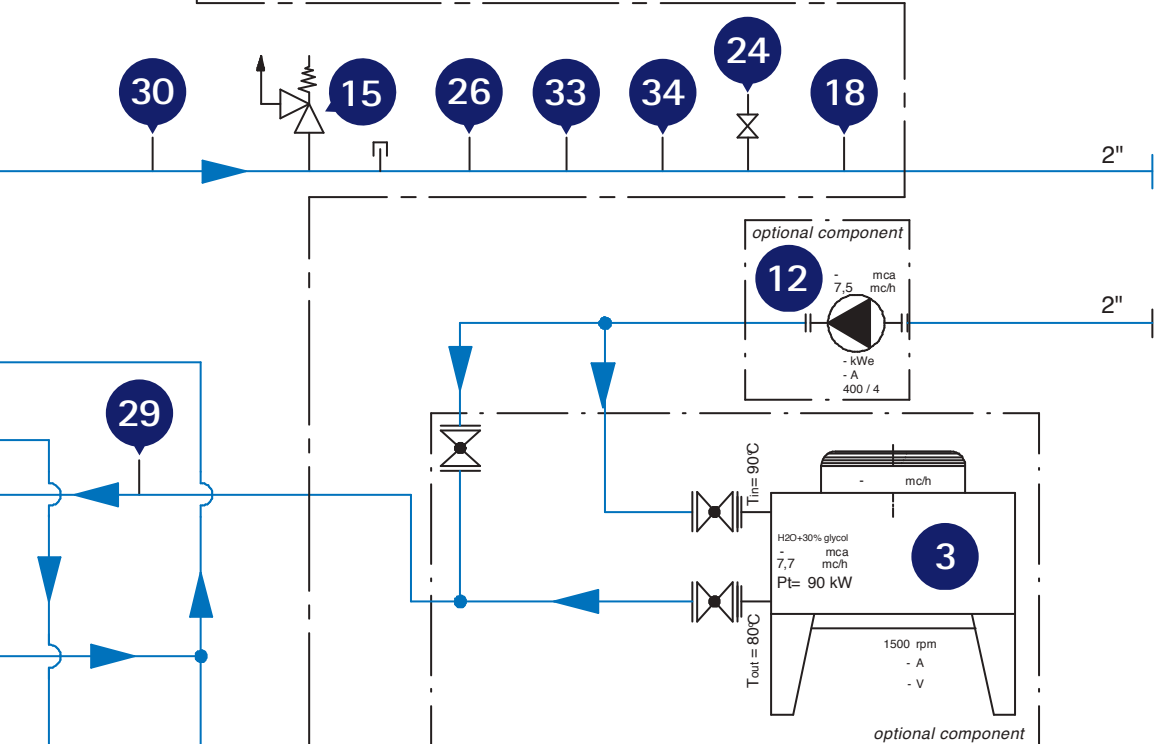 30
15
26
33
34
24
18
2"
optional component
12
- mca
7,5 mc/h
2"
- kWe
- A
400 / 4
29
Tin= 90°C
- mc/h
H2O+30% glycol
- mca
7,7 mc/h
Pt= 90 kW
3
Tout = 80°C
1500 rpm
- A
- V
optional component